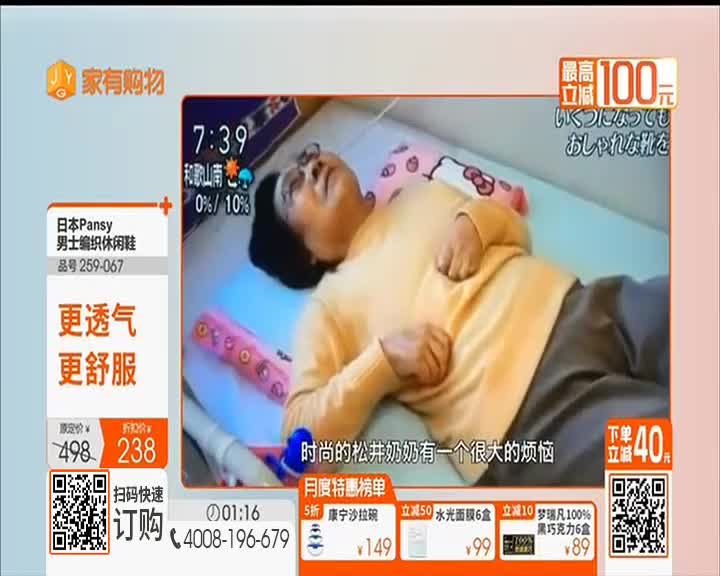 JYG 家有购物
最高
立减 100元
7:39
和歌山南
0% / 10%
いくつになっても
おしゃれな靴を
日本Pansy
男士编织休闲鞋
品号 259-067
更透气
更舒服
原定价¥
498
折扣价¥
238
时尚的松井奶奶有一个很大的烦恼
下单
立减40元
扫码快速
订购
01:16
4008-196-679
月度特惠榜单
5折 康宁沙拉碗
¥149
立减50 水光面膜6盒
¥99
立减10 梦瑞凡100%
黑巧克力6盒
100%
¥89